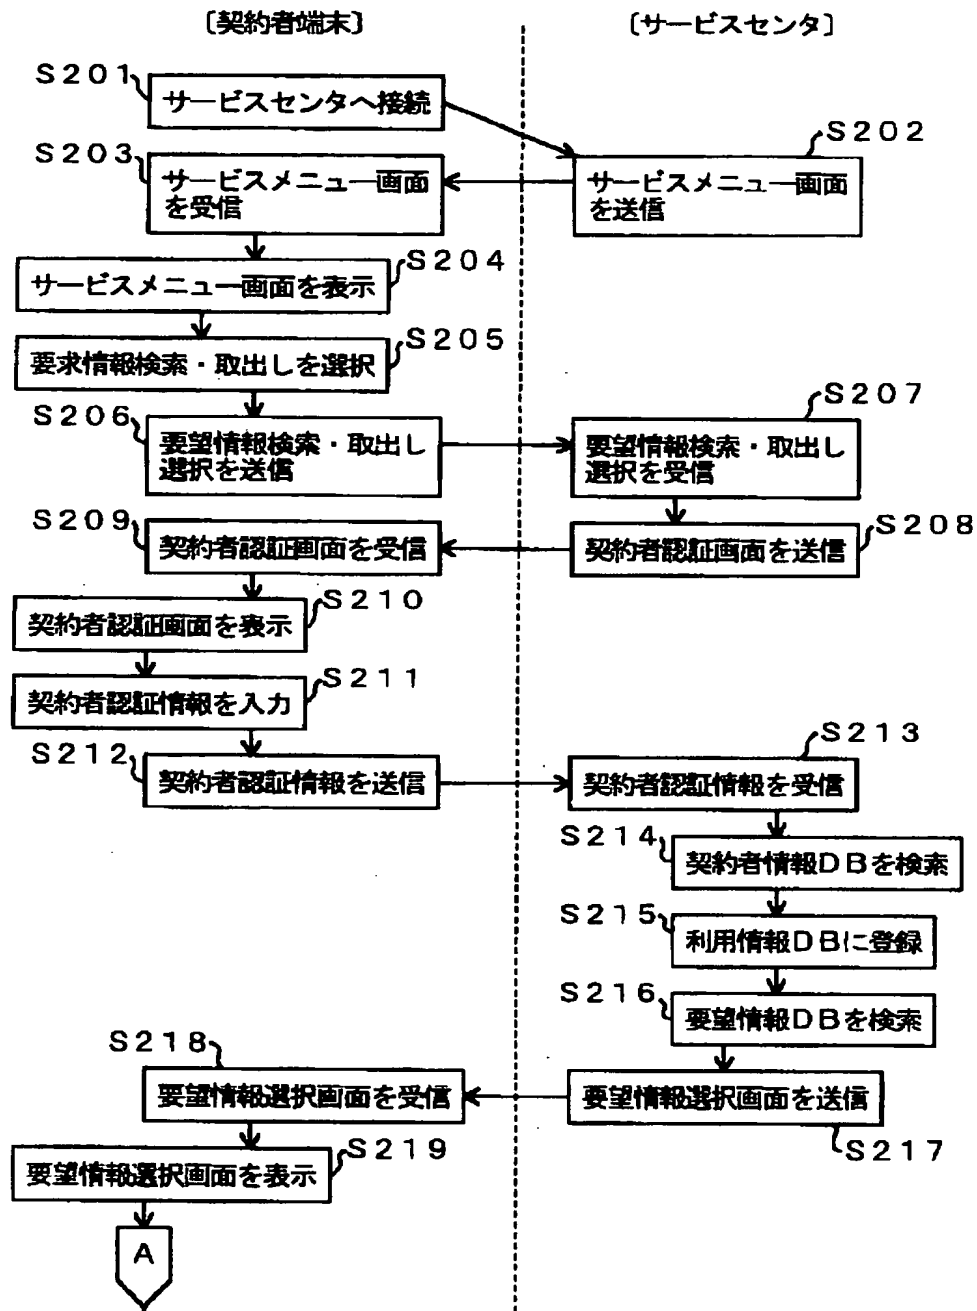 〔契約者端末〕
〔サービスセンタ〕
S201
サービスセンタへ接続
S202
サービスメニュー画面
を送信
S203
サービスメニュー画面
を受信
S204
サービスメニュー画面を表示
S205
要求情報検索・取出しを選択
S206
要望情報検索・取出し
選択を送信
S207
要望情報検索・取出し
選択を受信
S208
契約者認証画面を送信
S209
契約者認証画面を受信
S210
契約者認証画面を表示
S211
契約者認証情報を入力
S212
契約者認証情報を送信
S213
契約者認証情報を受信
S214
契約者情報DBを検索
S215
利用情報DBに登録
S216
要望情報DBを検索
要望情報選択画面を送信
S217
S218
要望情報選択画面を受信
S219
要望情報選択画面を表示
A